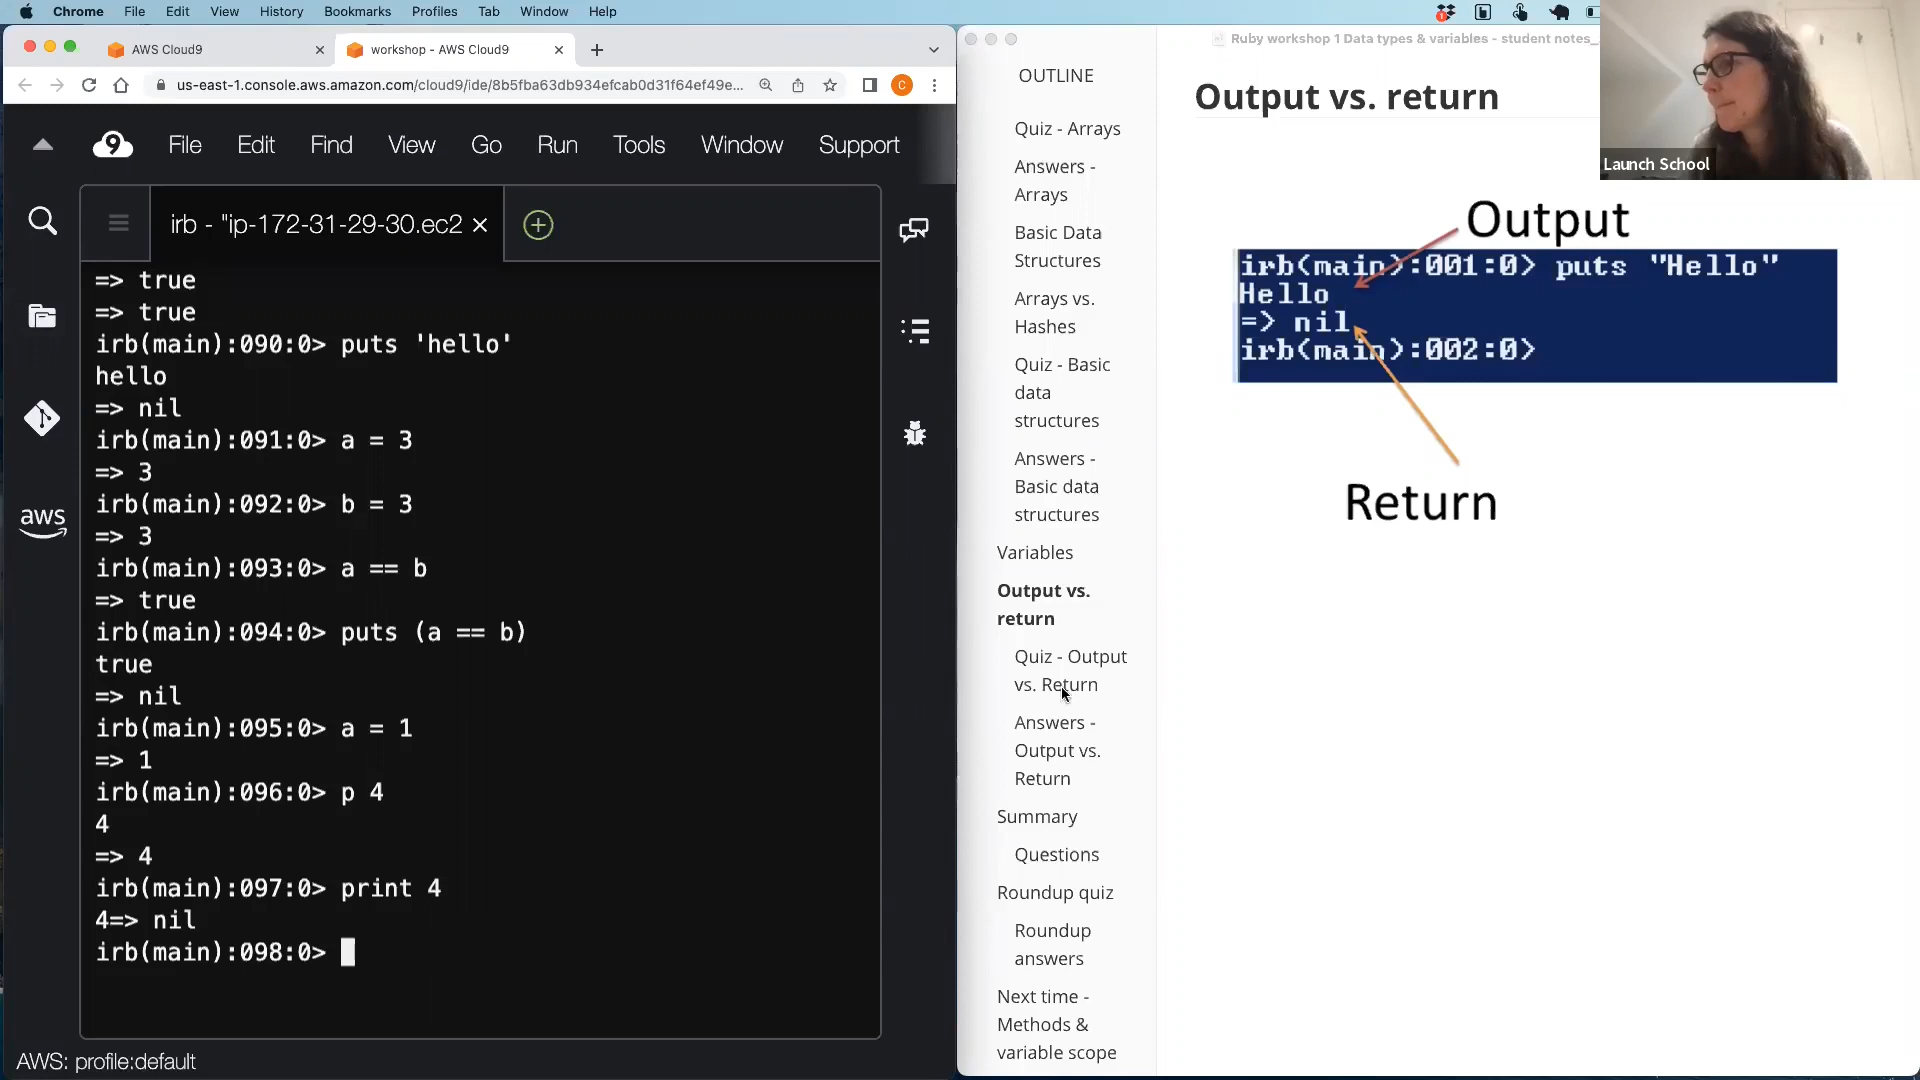 Chrome File Edit View History Bookmarks Profiles Tab Window Help
AWS Cloud9
workshop - AWS Cloud9
us-east-1.console.aws.amazon.com/cloud9/ide/8b5fba63db934efcab0d31f64ef49e...
C
9 File Edit Find View Go Run Tools Window Support
irb - "ip-172-31-29-30.ec2
=> true
=> true
irb(main):090:0> puts 'hello'
hello
=> nil
irb(main):091:0> a = 3
=> 3
irb(main):092:0> b = 3
=> 3
irb(main):093:0> a == b
=> true
irb(main):094:0> puts (a == b)
true
=> nil
irb(main):095:0> a = 1
=> 1
irb(main):096:0> p 4
4
=> 4
irb(main):097:0> print 4
4=> nil
irb(main):098:0>
aws
AWS: profile:default
Ruby workshop 1 Data types & variables - student notes_
OUTLINE
Quiz - Arrays
Answers -
Arrays
Basic Data
Structures
Arrays vs.
Hashes
Quiz - Basic
data
structures
Answers -
Basic data
structures
Variables
Output vs.
return
Quiz - Output
vs. Return
Answers -
Output vs.
Return
Summary
Questions
Roundup quiz
Roundup
answers
Next time -
Methods &
variable scope
Output vs. return
Output
irb(main):001:0> puts "Hello"
Hello
=> nil
irb(main):002:0>
Return
Launch School